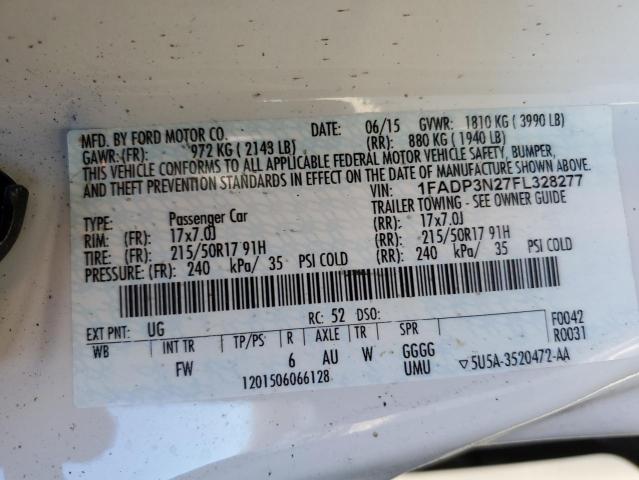 MFD. BY FORD MOTOR CO. DATE: 06/15 GVWR: 1810 KG ( 3990 LB)
GAWR: (FR): 972 KG ( 2143 LB) (RR): 880 KG ( 1940 LB)
THIS VEHICLE CONFORMS TO ALL APPLICABLE FEDERAL MOTOR VEHICLE SAFETY, BUMPER,
AND THEFT PREVENTION STANDARDS IN EFFECT ON THE DATE OF MANUFACTURE SHOWN ABOVE.
VIN: 1FADP3N27FL328277
TYPE: Passenger Car TRAILER TOWING - SEE OWNER GUIDE
RIM: (FR): 17x7.0J (RR): 17x7.0J
TIRE: (FR): 215/50R17 91H (RR): 215/50R17 91H
PRESSURE: (FR): 240 kPa/ 35 PSI COLD (RR): 240 kPa/ 35 PSI COLD
EXT PNT: UG RC: 52 DSO: F0042
WB INT TR TP/PS R AXLE TR SPR R0031
FW 6 AU W GGGG
UMU ▽5U5A-3520472-AA
1201506066128